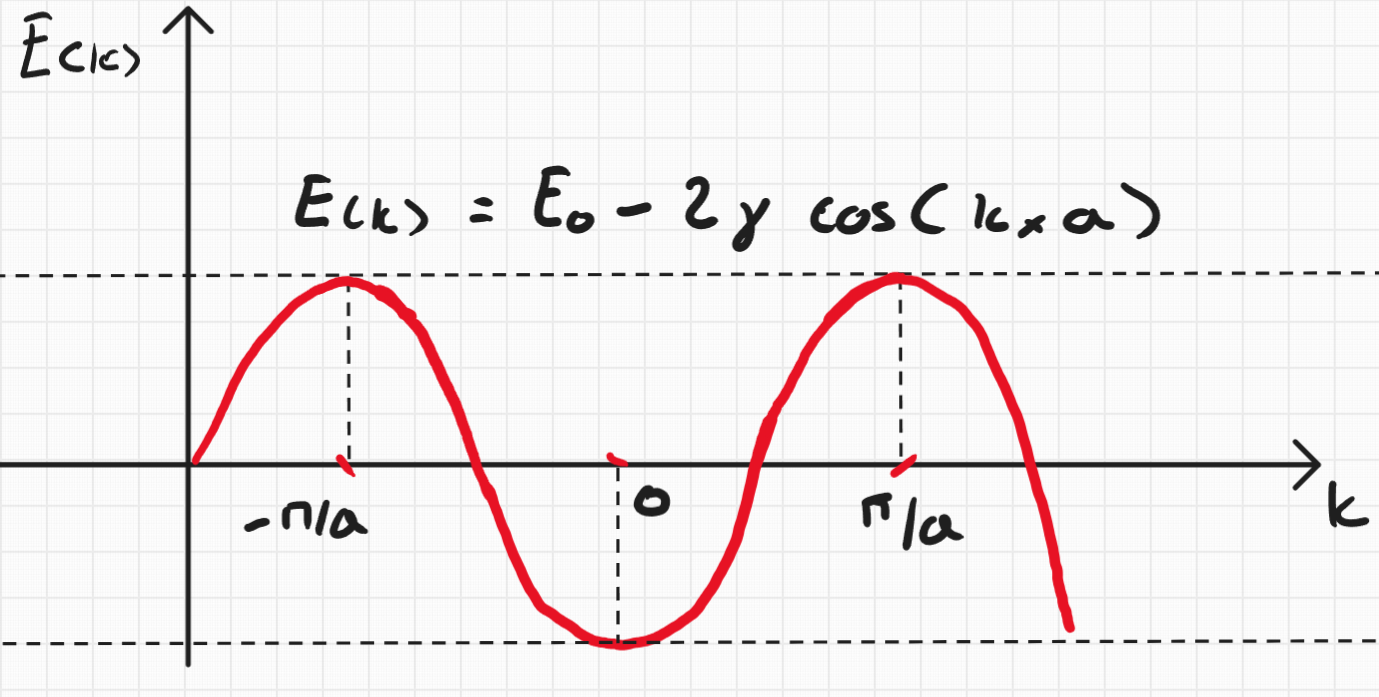 E(k)
E(k) = E₀ - 2γ cos(kₓa)
-π/a
0
π/a
k